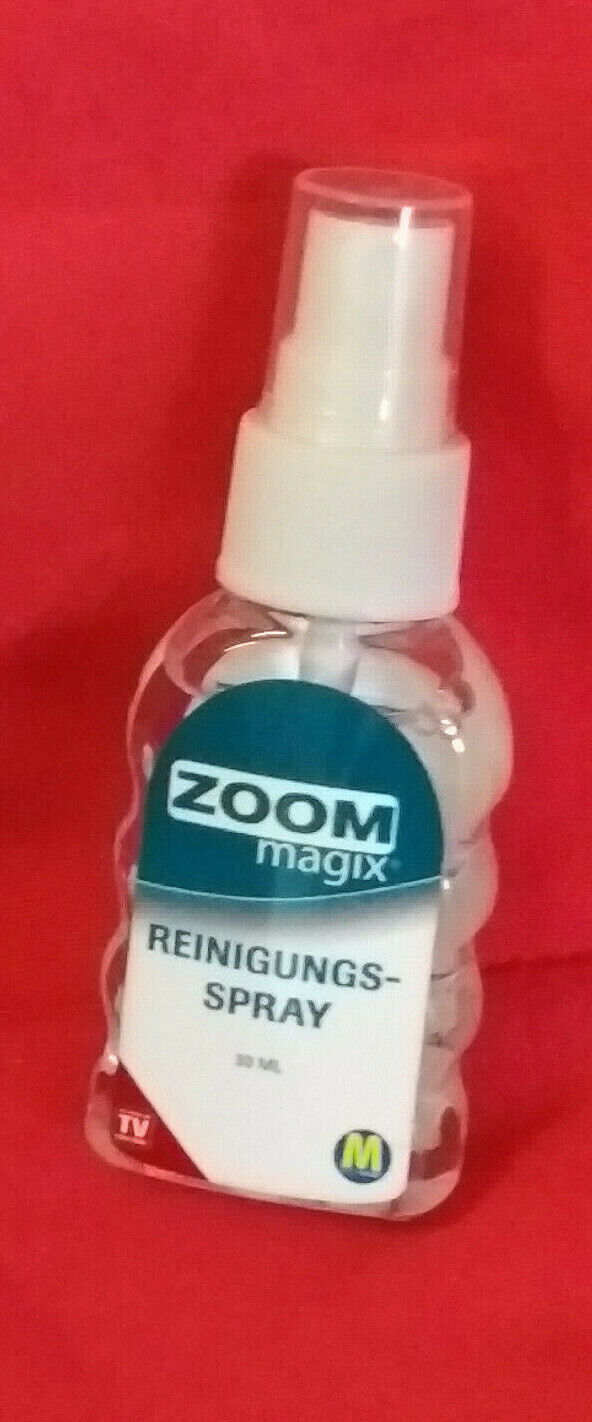 ZOOM
magix®
REINIGUNGS-
SPRAY
30 ML
TV
M